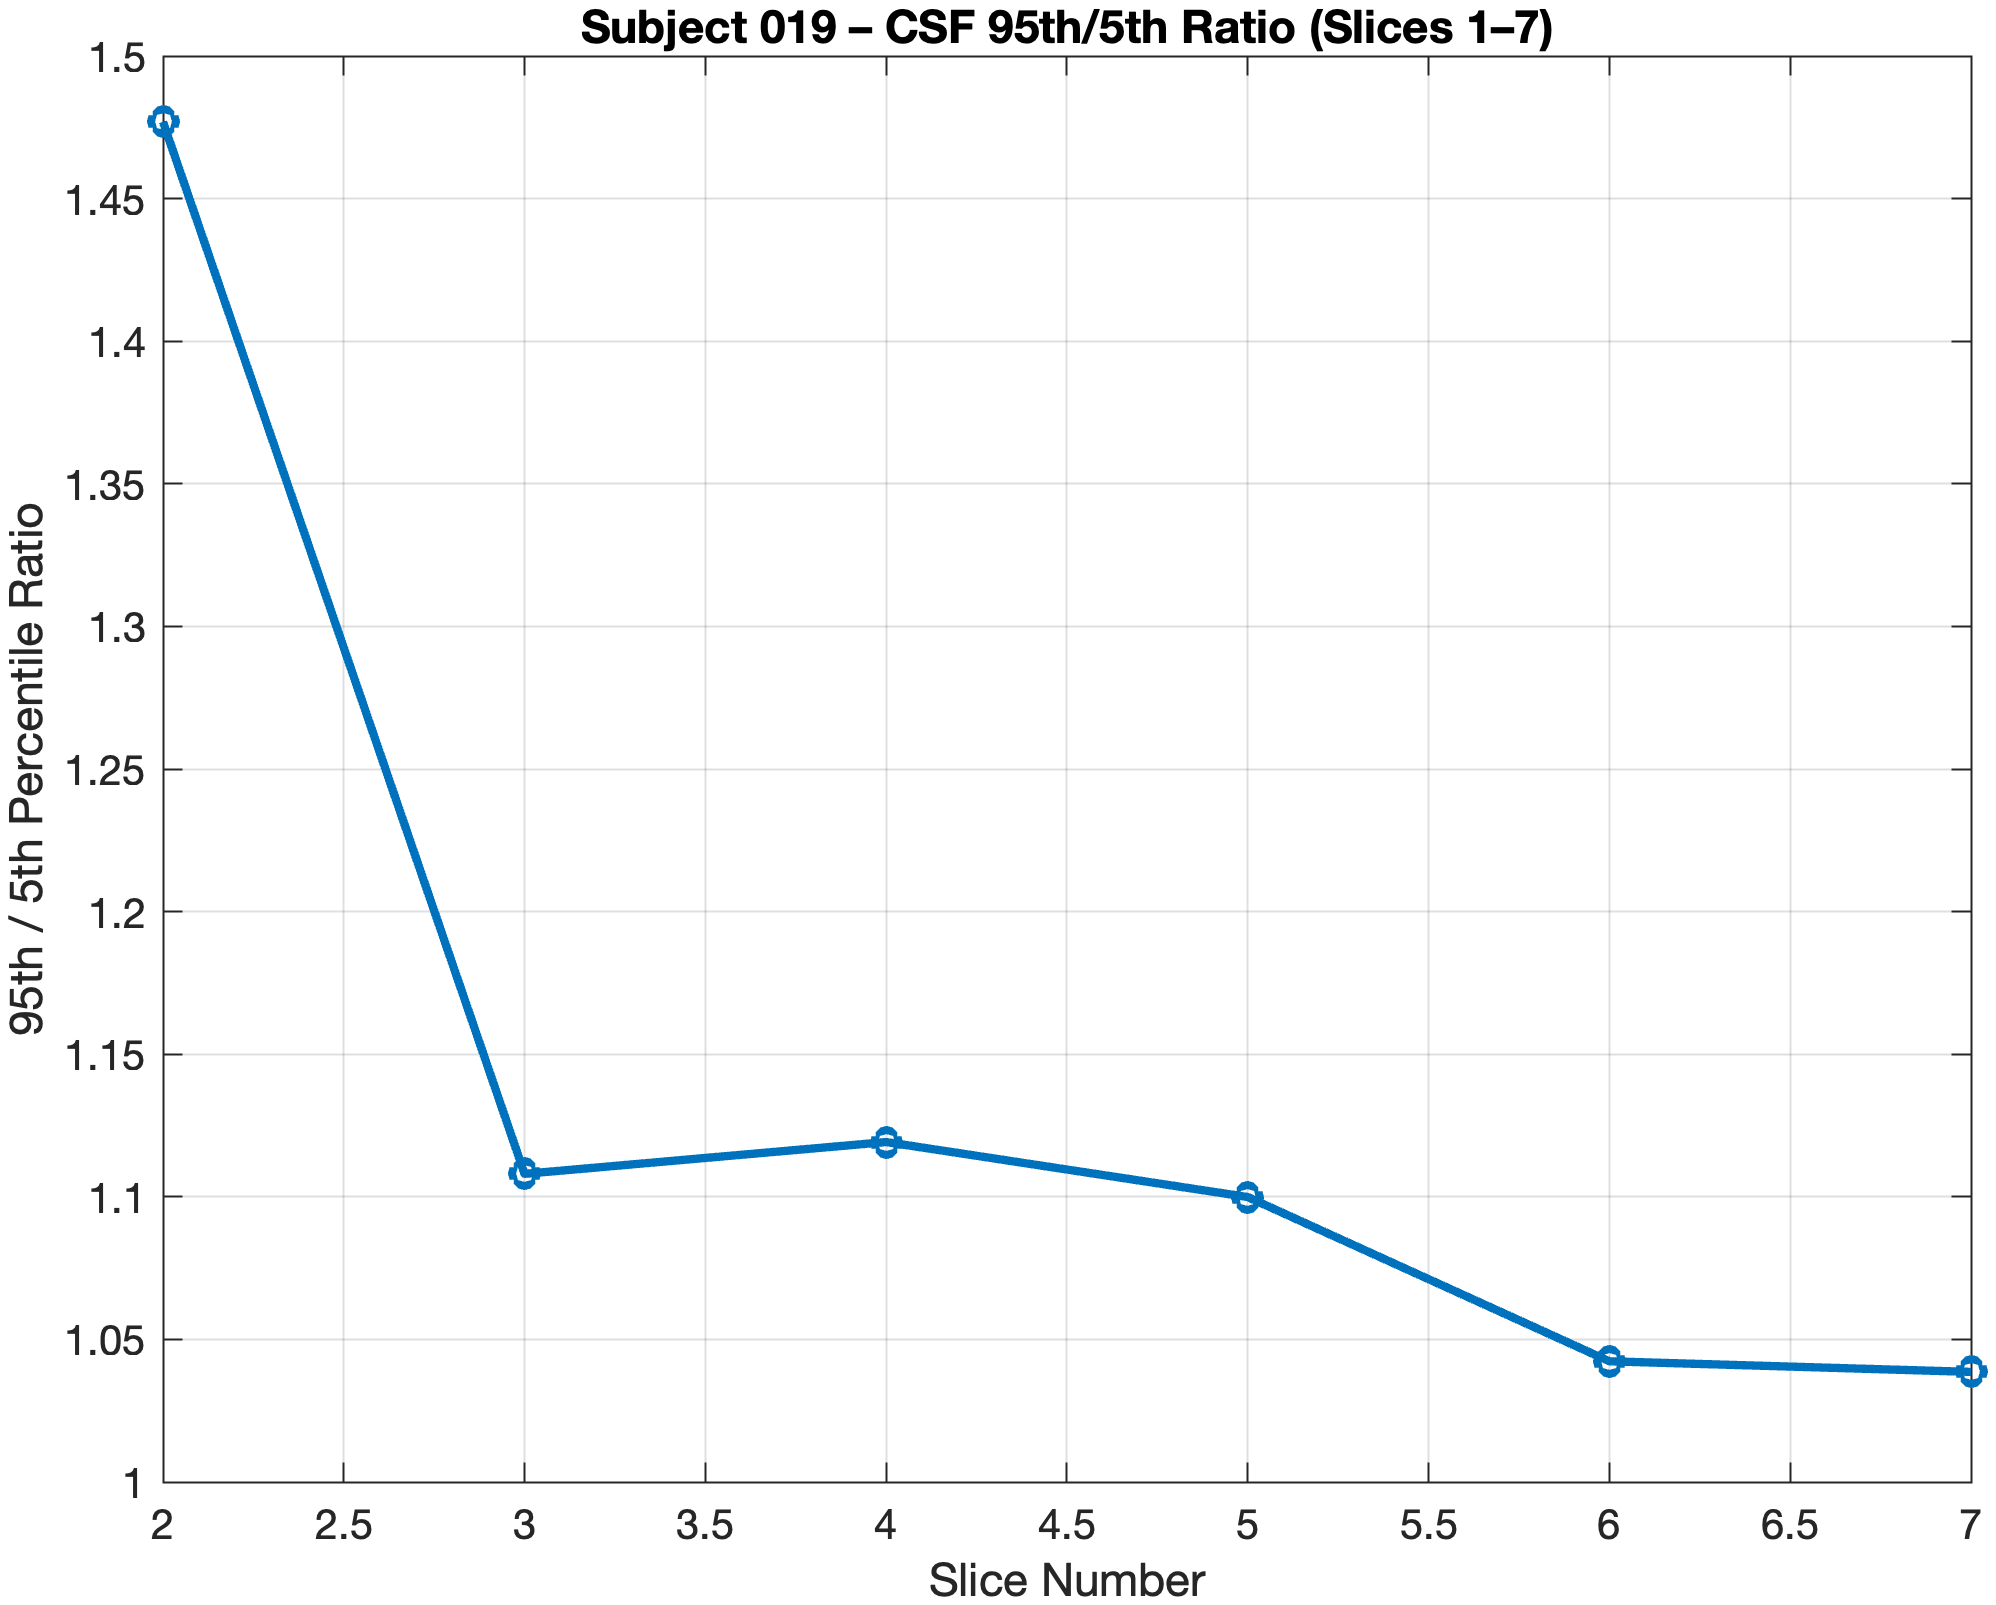 Subject 019 – CSF 95th/5th Ratio (Slices 1–7)
1.5
1.45
1.4
1.35
1.3
1.25
1.2
1.15
1.1
1.05
1
95th / 5th Percentile Ratio
2 2.5 3 3.5 4 4.5 5 5.5 6 6.5 7
Slice Number